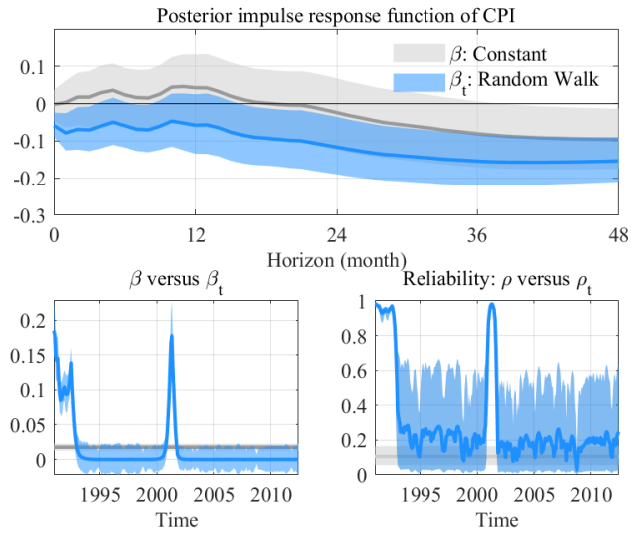 Posterior impulse response function of CPI
0.1
0
-0.1
-0.2
-0.3
β: Constant
βt: Random Walk
0 12 24 36 48
Horizon (month)
β versus βt
0.2
0.15
0.1
0.05
0
1995 2000 2005 2010
Time
Reliability: ρ versus ρt
1
0.8
0.6
0.4
0.2
0
1995 2000 2005 2010
Time